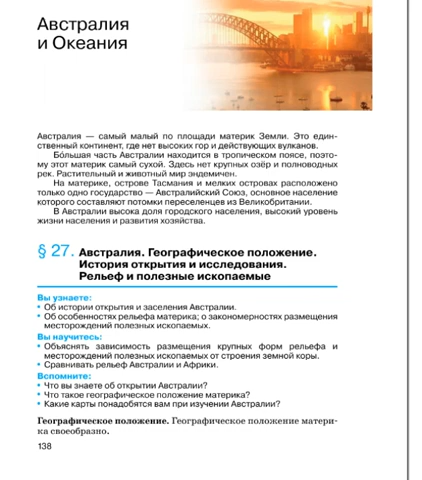 Австралия
и Океания
Австралия — самый малый по площади материк Земли. Это един-
ственный континент, где нет высоких гор и действующих вулканов.
Бо́льшая часть Австралии находится в тропическом поясе, поэто-
му этот материк самый сухой. Здесь нет крупных озёр и полноводных
рек. Растительный и животный мир эндемичен.
На материке, острове Тасмания и мелких островах расположено
только одно государство — Австралийский Союз, основное население
которого составляют потомки переселенцев из Великобритании.
В Австралии высока доля городского населения, высокий уровень
жизни населения и развития хозяйства.
§ 27. Австралия. Географическое положение.
История открытия и исследования.
Рельеф и полезные ископаемые
Вы узнаете:
• Об истории открытия и заселения Австралии.
• Об особенностях рельефа материка; о закономерностях размещения
месторождений полезных ископаемых.
Вы научитесь:
• Объяснять зависимость размещения крупных форм рельефа и
месторождений полезных ископаемых от строения земной коры.
• Сравнивать рельеф Австралии и Африки.
Вспомните:
• Что вы знаете об открытии Австралии?
• Что такое географическое положение материка?
• Какие карты понадобятся вам при изучении Австралии?
Географическое положение. Географическое положение матери-
ка своеобразно.
138